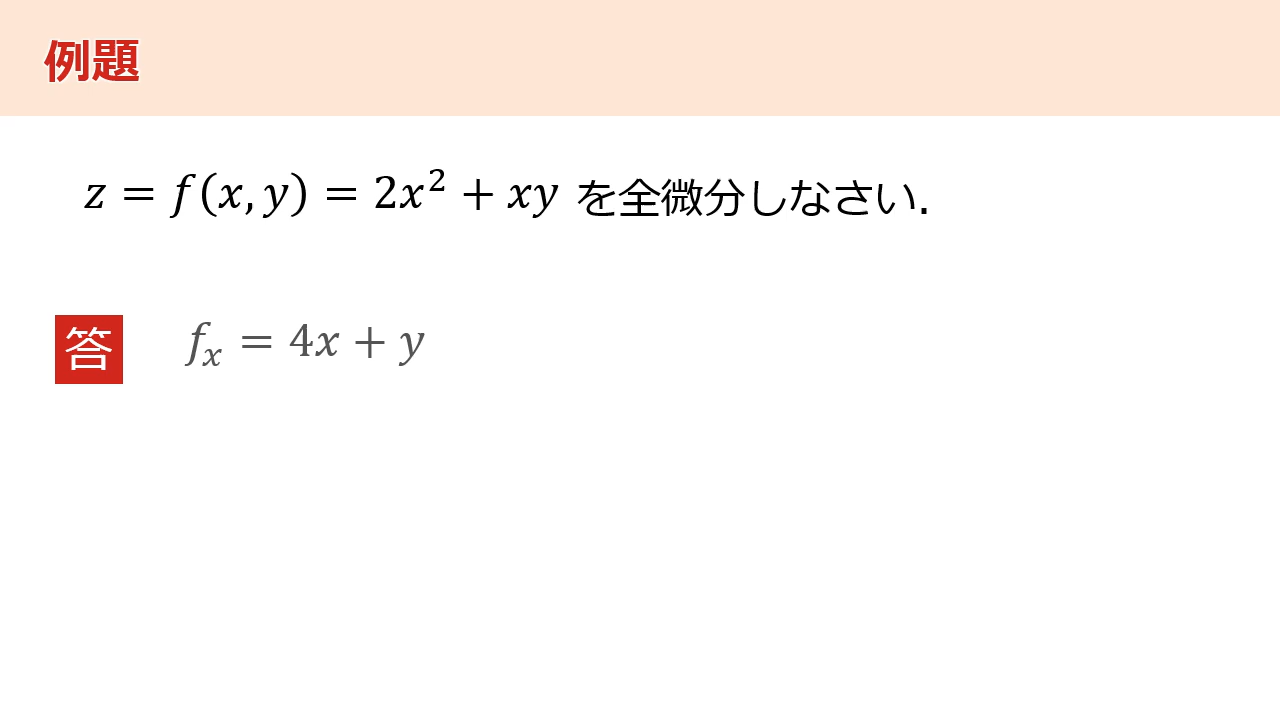 例題
z = f(x, y) = 2x² + xy を全微分しなさい.
答 fₓ = 4x + y